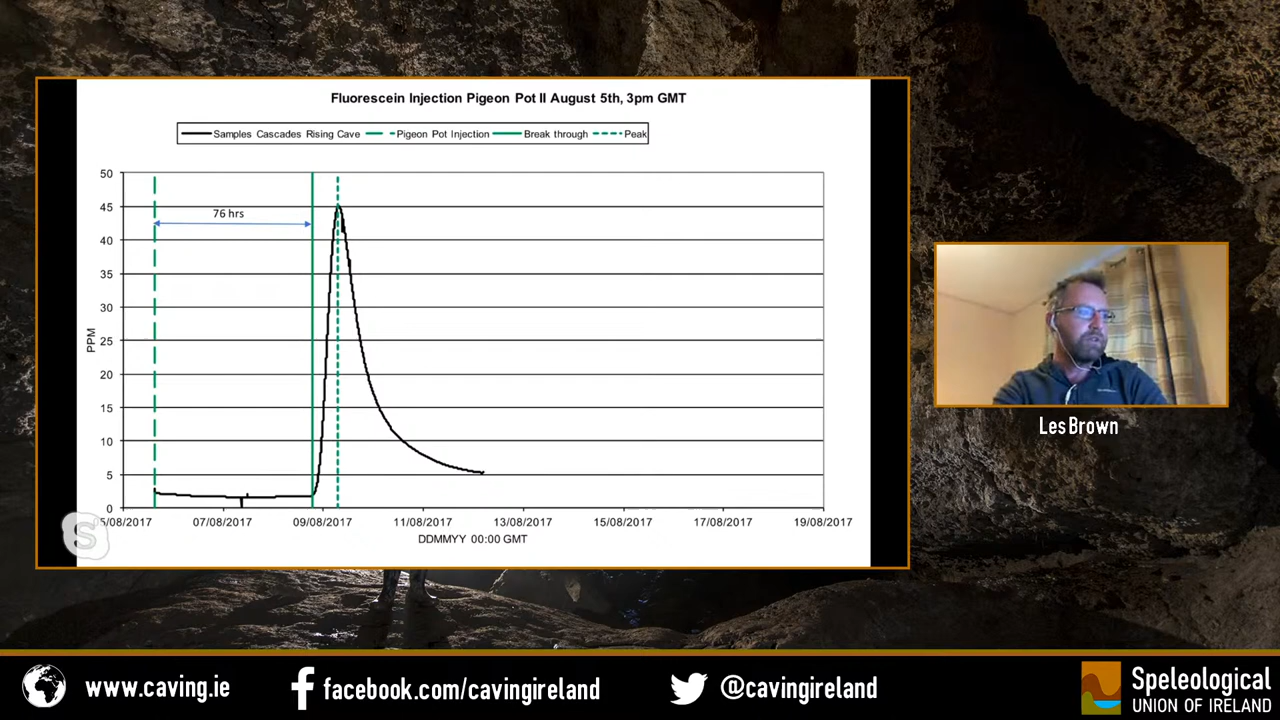 Fluorescein Injection Pigeon Pot II August 5th, 3pm GMT
Samples Cascades Rising Cave Pigeon Pot Injection Break through Peak
50
45
40
35
30
25
20
15
10
5
0
PPM
76 hrs
05/08/2017 07/08/2017 09/08/2017 11/08/2017 13/08/2017 15/08/2017 17/08/2017 19/08/2017
DDMMYY 00:00 GMT
S
Les Brown
www.caving.ie
facebook.com/cavingireland
@cavingireland
Speleological
UNION OF IRELAND